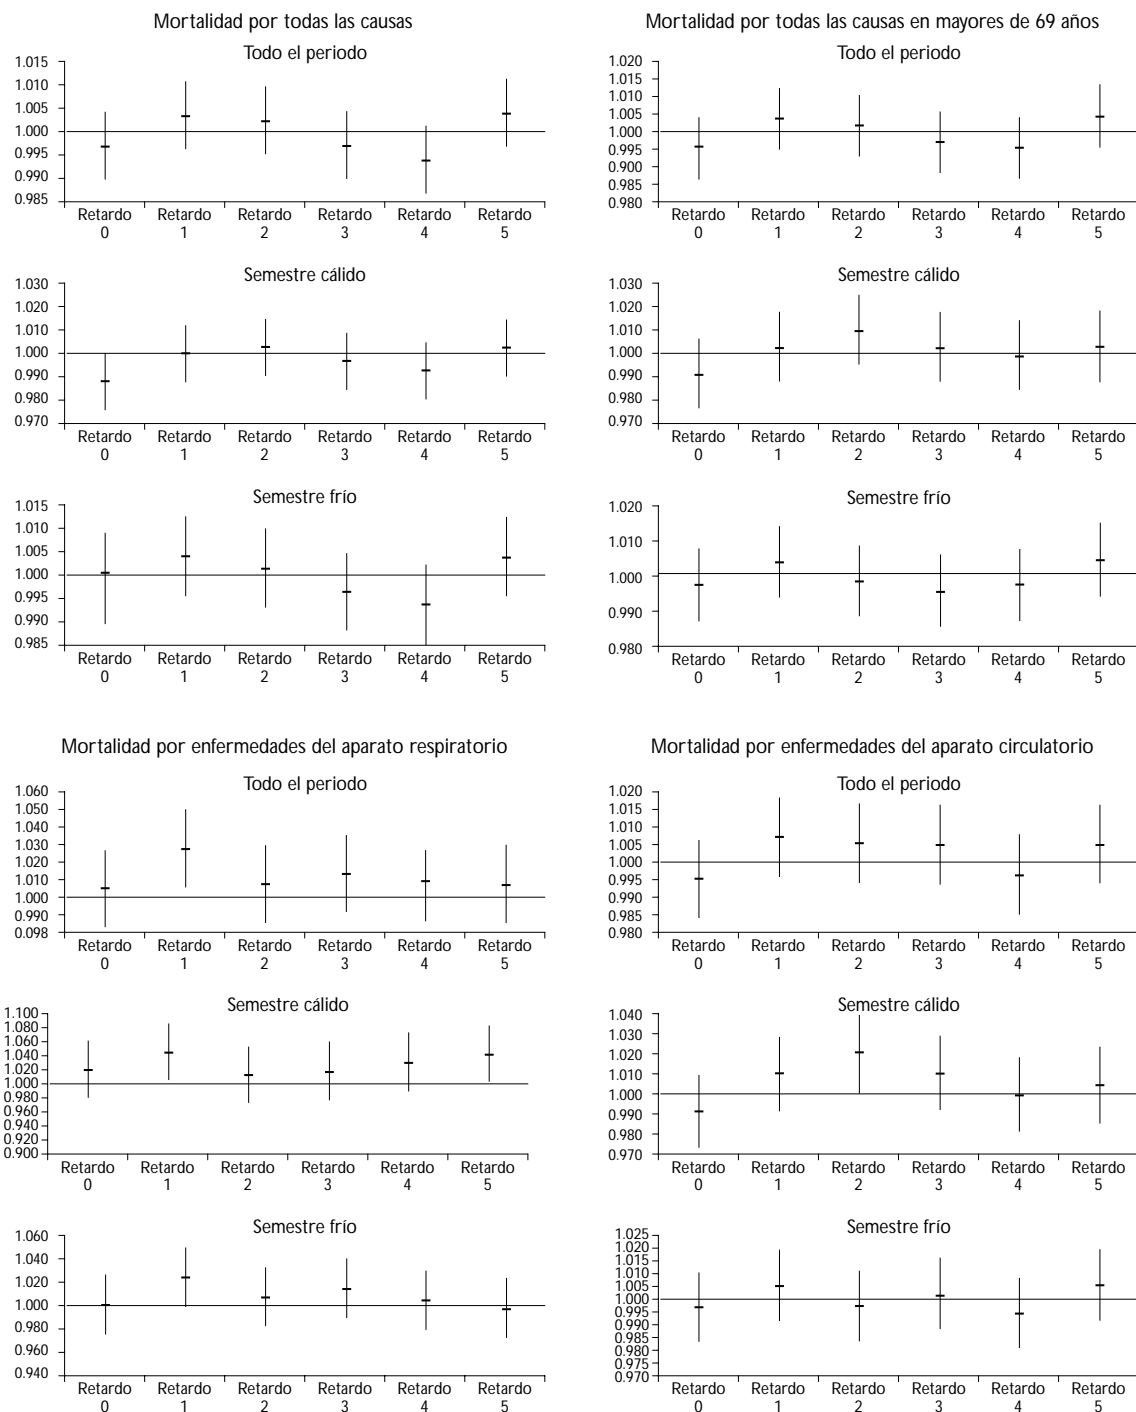 Mortalidad por todas las causas
Todo el periodo
1.015
1.010
1.005
1.000
0.995
0.990
0.985
Retardo Retardo Retardo Retardo Retardo Retardo
0 1 2 3 4 5
Semestre cálido
1.030
1.020
1.010
1.000
0.990
0.980
0.970
Retardo Retardo Retardo Retardo Retardo Retardo
0 1 2 3 4 5
Semestre frío
1.015
1.010
1.005
1.000
0.995
0.990
0.985
Retardo Retardo Retardo Retardo Retardo Retardo
0 1 2 3 4 5
Mortalidad por todas las causas en mayores de 69 años
Todo el periodo
1.020
1.015
1.010
1.005
1.000
0.995
0.900
0.985
0.980
Retardo Retardo Retardo Retardo Retardo Retardo
0 1 2 3 4 5
Semestre cálido
1.030
1.020
1.010
1.000
0.990
0.980
0.970
Retardo Retardo Retardo Retardo Retardo Retardo
0 1 2 3 4 5
Semestre frío
1.020
1.010
1.000
0.990
0.980
Retardo Retardo Retardo Retardo Retardo Retardo
0 1 2 3 4 5
Mortalidad por enfermedades del aparato respiratorio
Todo el periodo
1.060
1.050
1.040
1.030
1.020
1.010
1.000
0.990
0.098
Retardo Retardo Retardo Retardo Retardo Retardo
0 1 2 3 4 5
Semestre cálido
1.100
1.080
1.060
1.040
1.020
1.000
0.980
0.960
0.940
0.920
0.900
Retardo Retardo Retardo Retardo Retardo Retardo
0 1 2 3 4 5
Semestre frío
1.060
1.040
1.020
1.000
0.980
0.960
0.940
Retardo Retardo Retardo Retardo Retardo Retardo
0 1 2 3 4 5
Mortalidad por enfermedades del aparato circulatorio
Todo el periodo
1.020
1.015
1.010
1.005
1.000
0.995
0.990
0.985
0.980
Retardo Retardo Retardo Retardo Retardo Retardo
0 1 2 3 4 5
Semestre cálido
1.040
1.030
1.020
1.010
1.000
0.990
0.980
0.970
Retardo Retardo Retardo Retardo Retardo Retardo
0 1 2 3 4 5
Semestre frío
1.025
1.020
1.015
1.010
1.005
1.000
0.995
0.990
0.985
0.980
0.975
0.970
Retardo Retardo Retardo Retardo Retardo Retardo
0 1 2 3 4 5